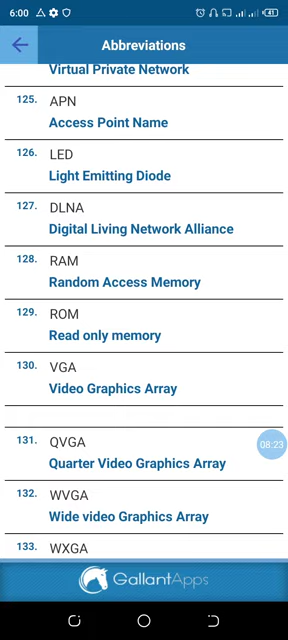 6:00
41
Abbreviations
Virtual Private Network
125. APN
Access Point Name
126. LED
Light Emitting Diode
127. DLNA
Digital Living Network Alliance
128. RAM
Random Access Memory
129. ROM
Read only memory
130. VGA
Video Graphics Array
131. QVGA
08:23
Quarter Video Graphics Array
132. WVGA
Wide video Graphics Array
133. WXGA
GallantApps